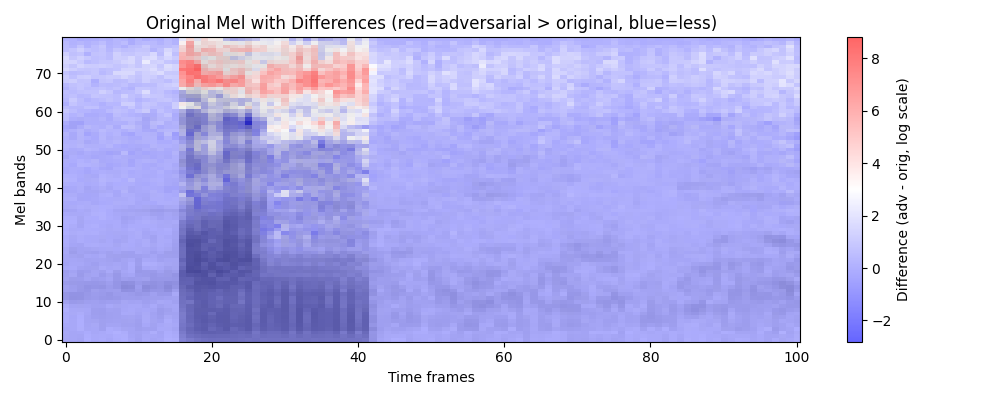 Original Mel with Differences (red=adversarial > original, blue=less)
Mel bands
70
60
50
40
30
20
10
0
0 20 40 60 80 100
Time frames
8
6
4
2
0
−2
Difference (adv - orig, log scale)